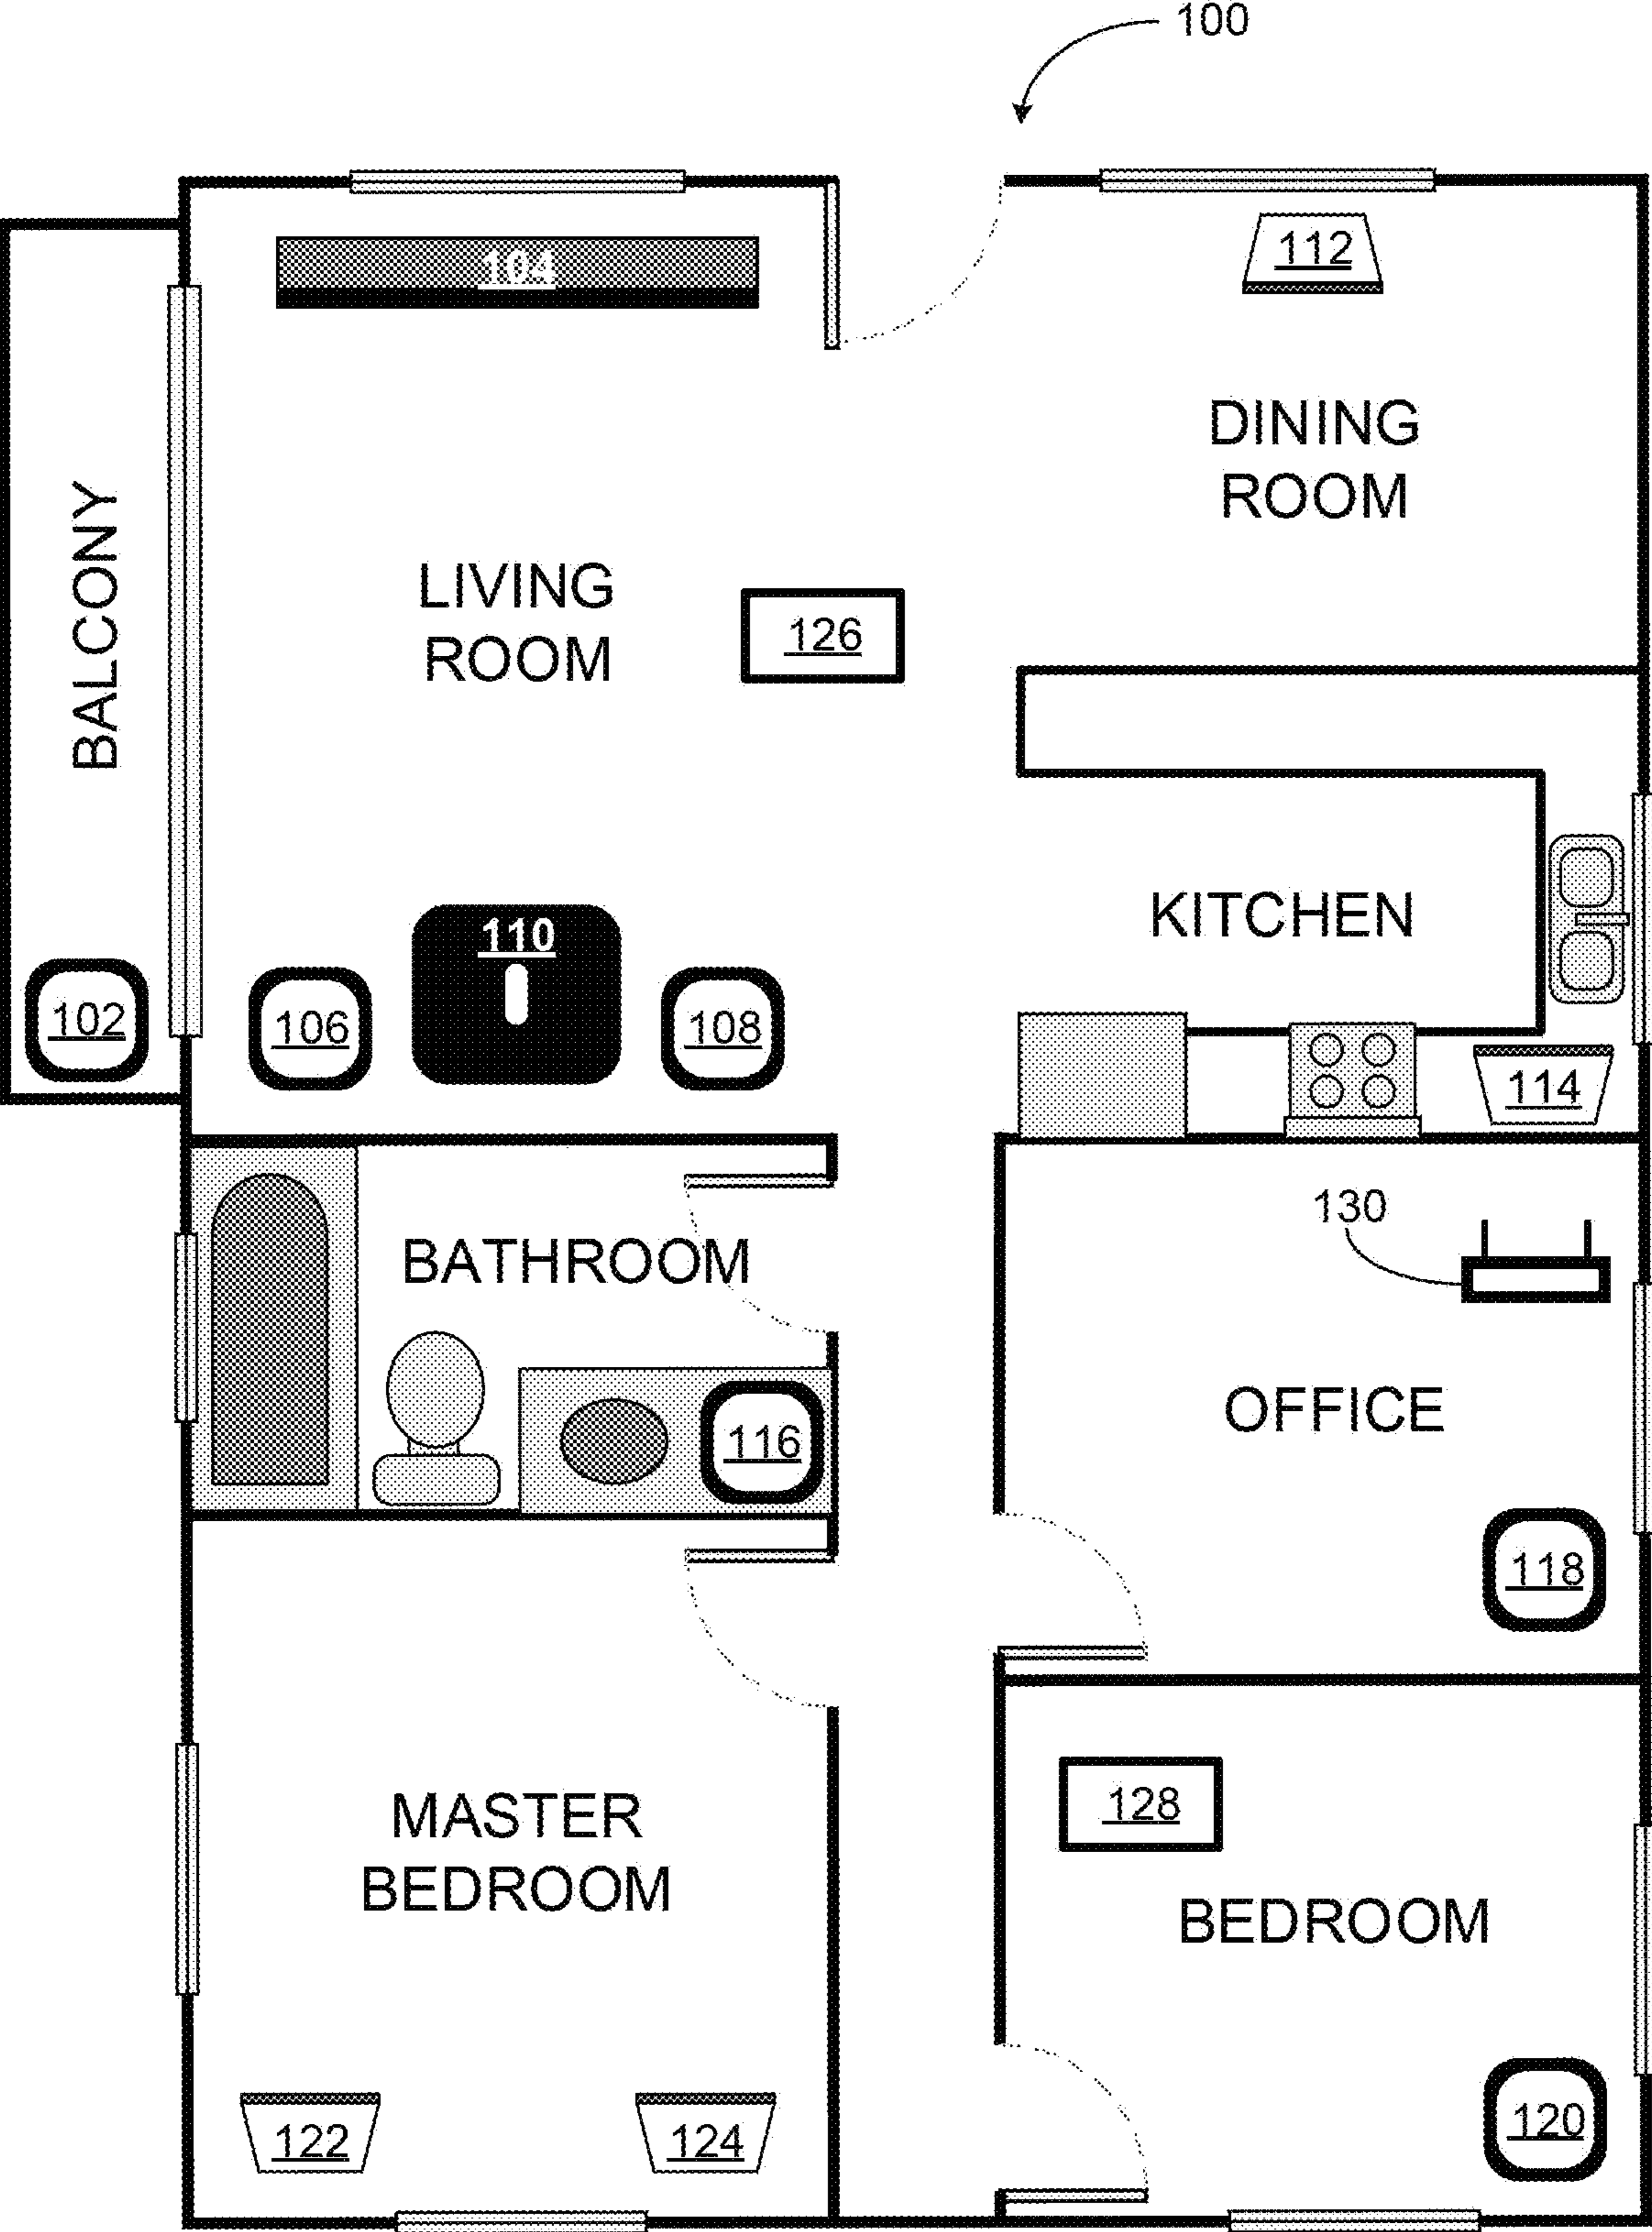 100
104
112
DINING
ROOM
BALCONY
LIVING
ROOM
126
KITCHEN
110
102
106
108
114
130
BATHROOM
OFFICE
116
118
MASTER
BEDROOM
128
BEDROOM
122
124
120